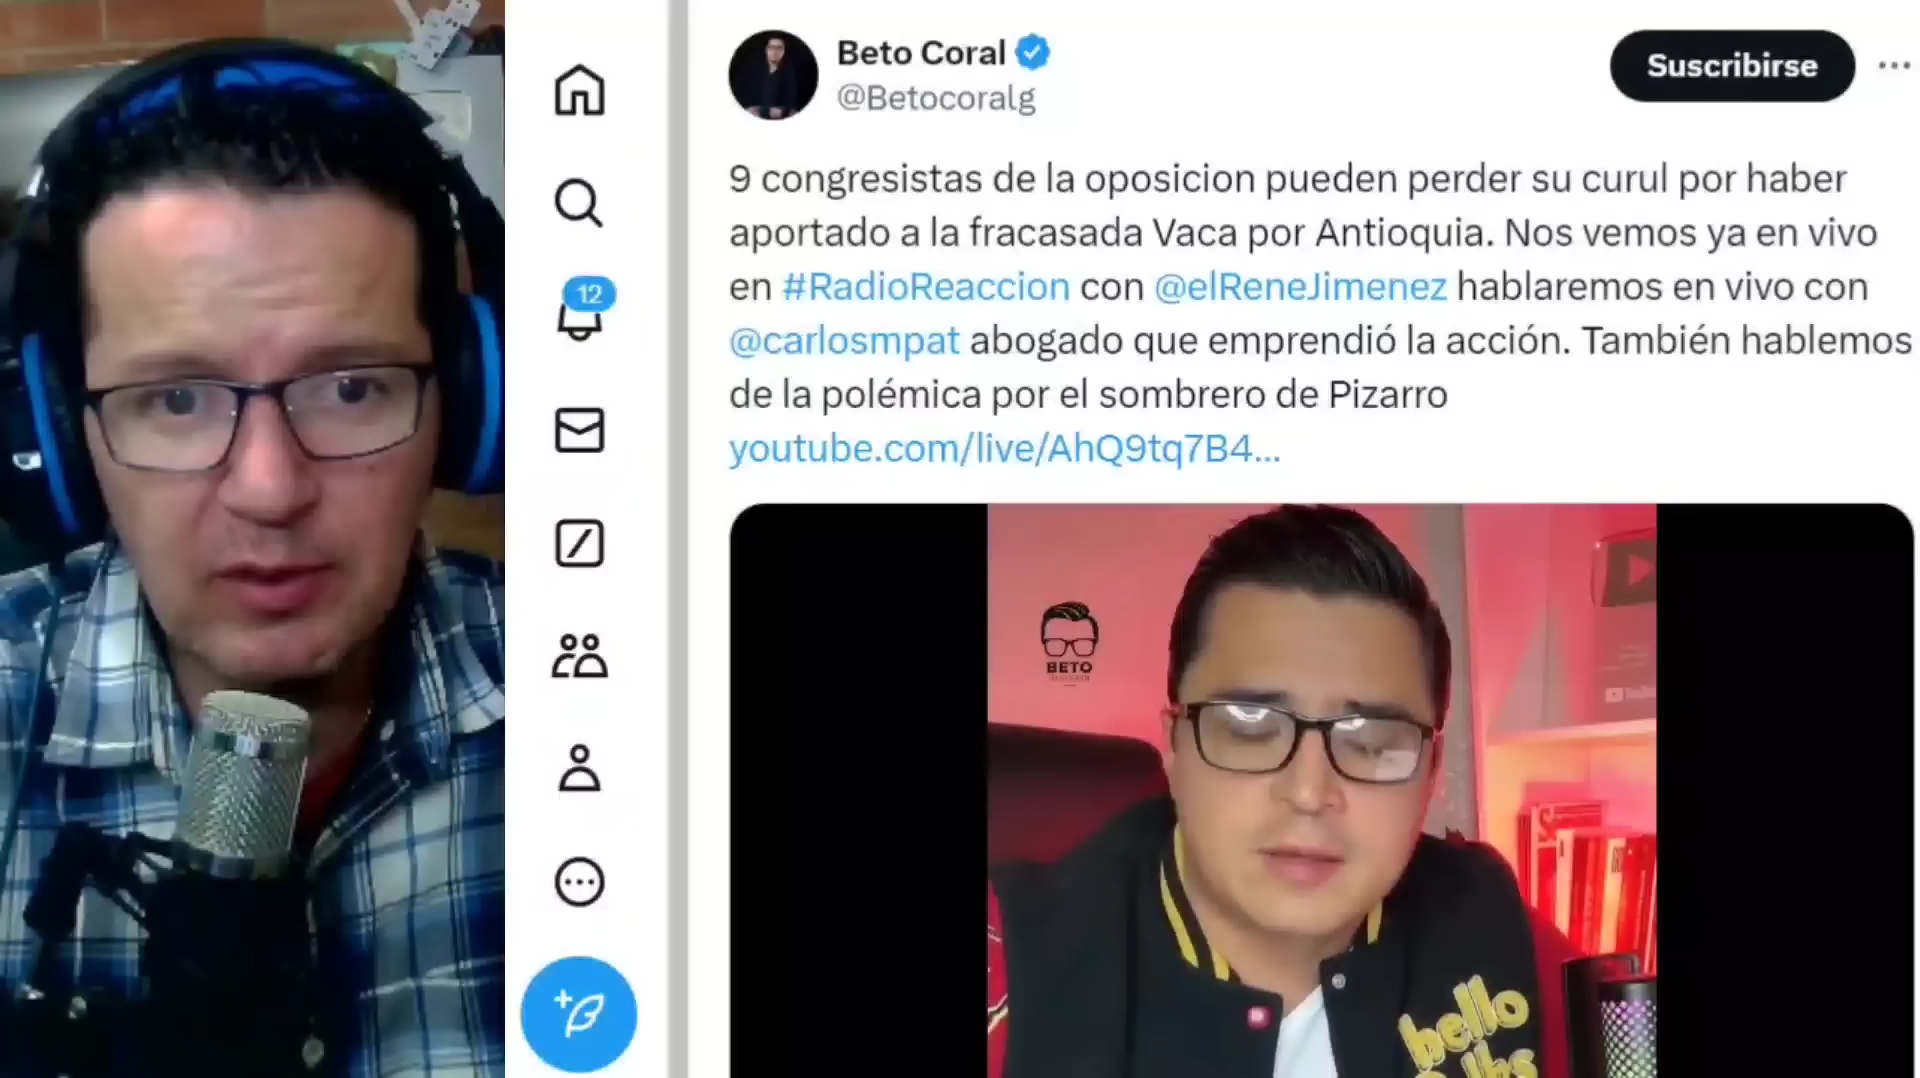 Beto Coral
@Betocoralg
Suscribirse
12
9 congresistas de la oposicion pueden perder su curul por haber
aportado a la fracasada Vaca por Antioquia. Nos vemos ya en vivo
en #RadioReaccion con @elReneJimenez hablaremos en vivo con
@carlosmpat abogado que emprendió la acción. También hablemos
de la polémica por el sombrero de Pizarro
youtube.com/live/AhQ9tq7B4...
BETO
bello